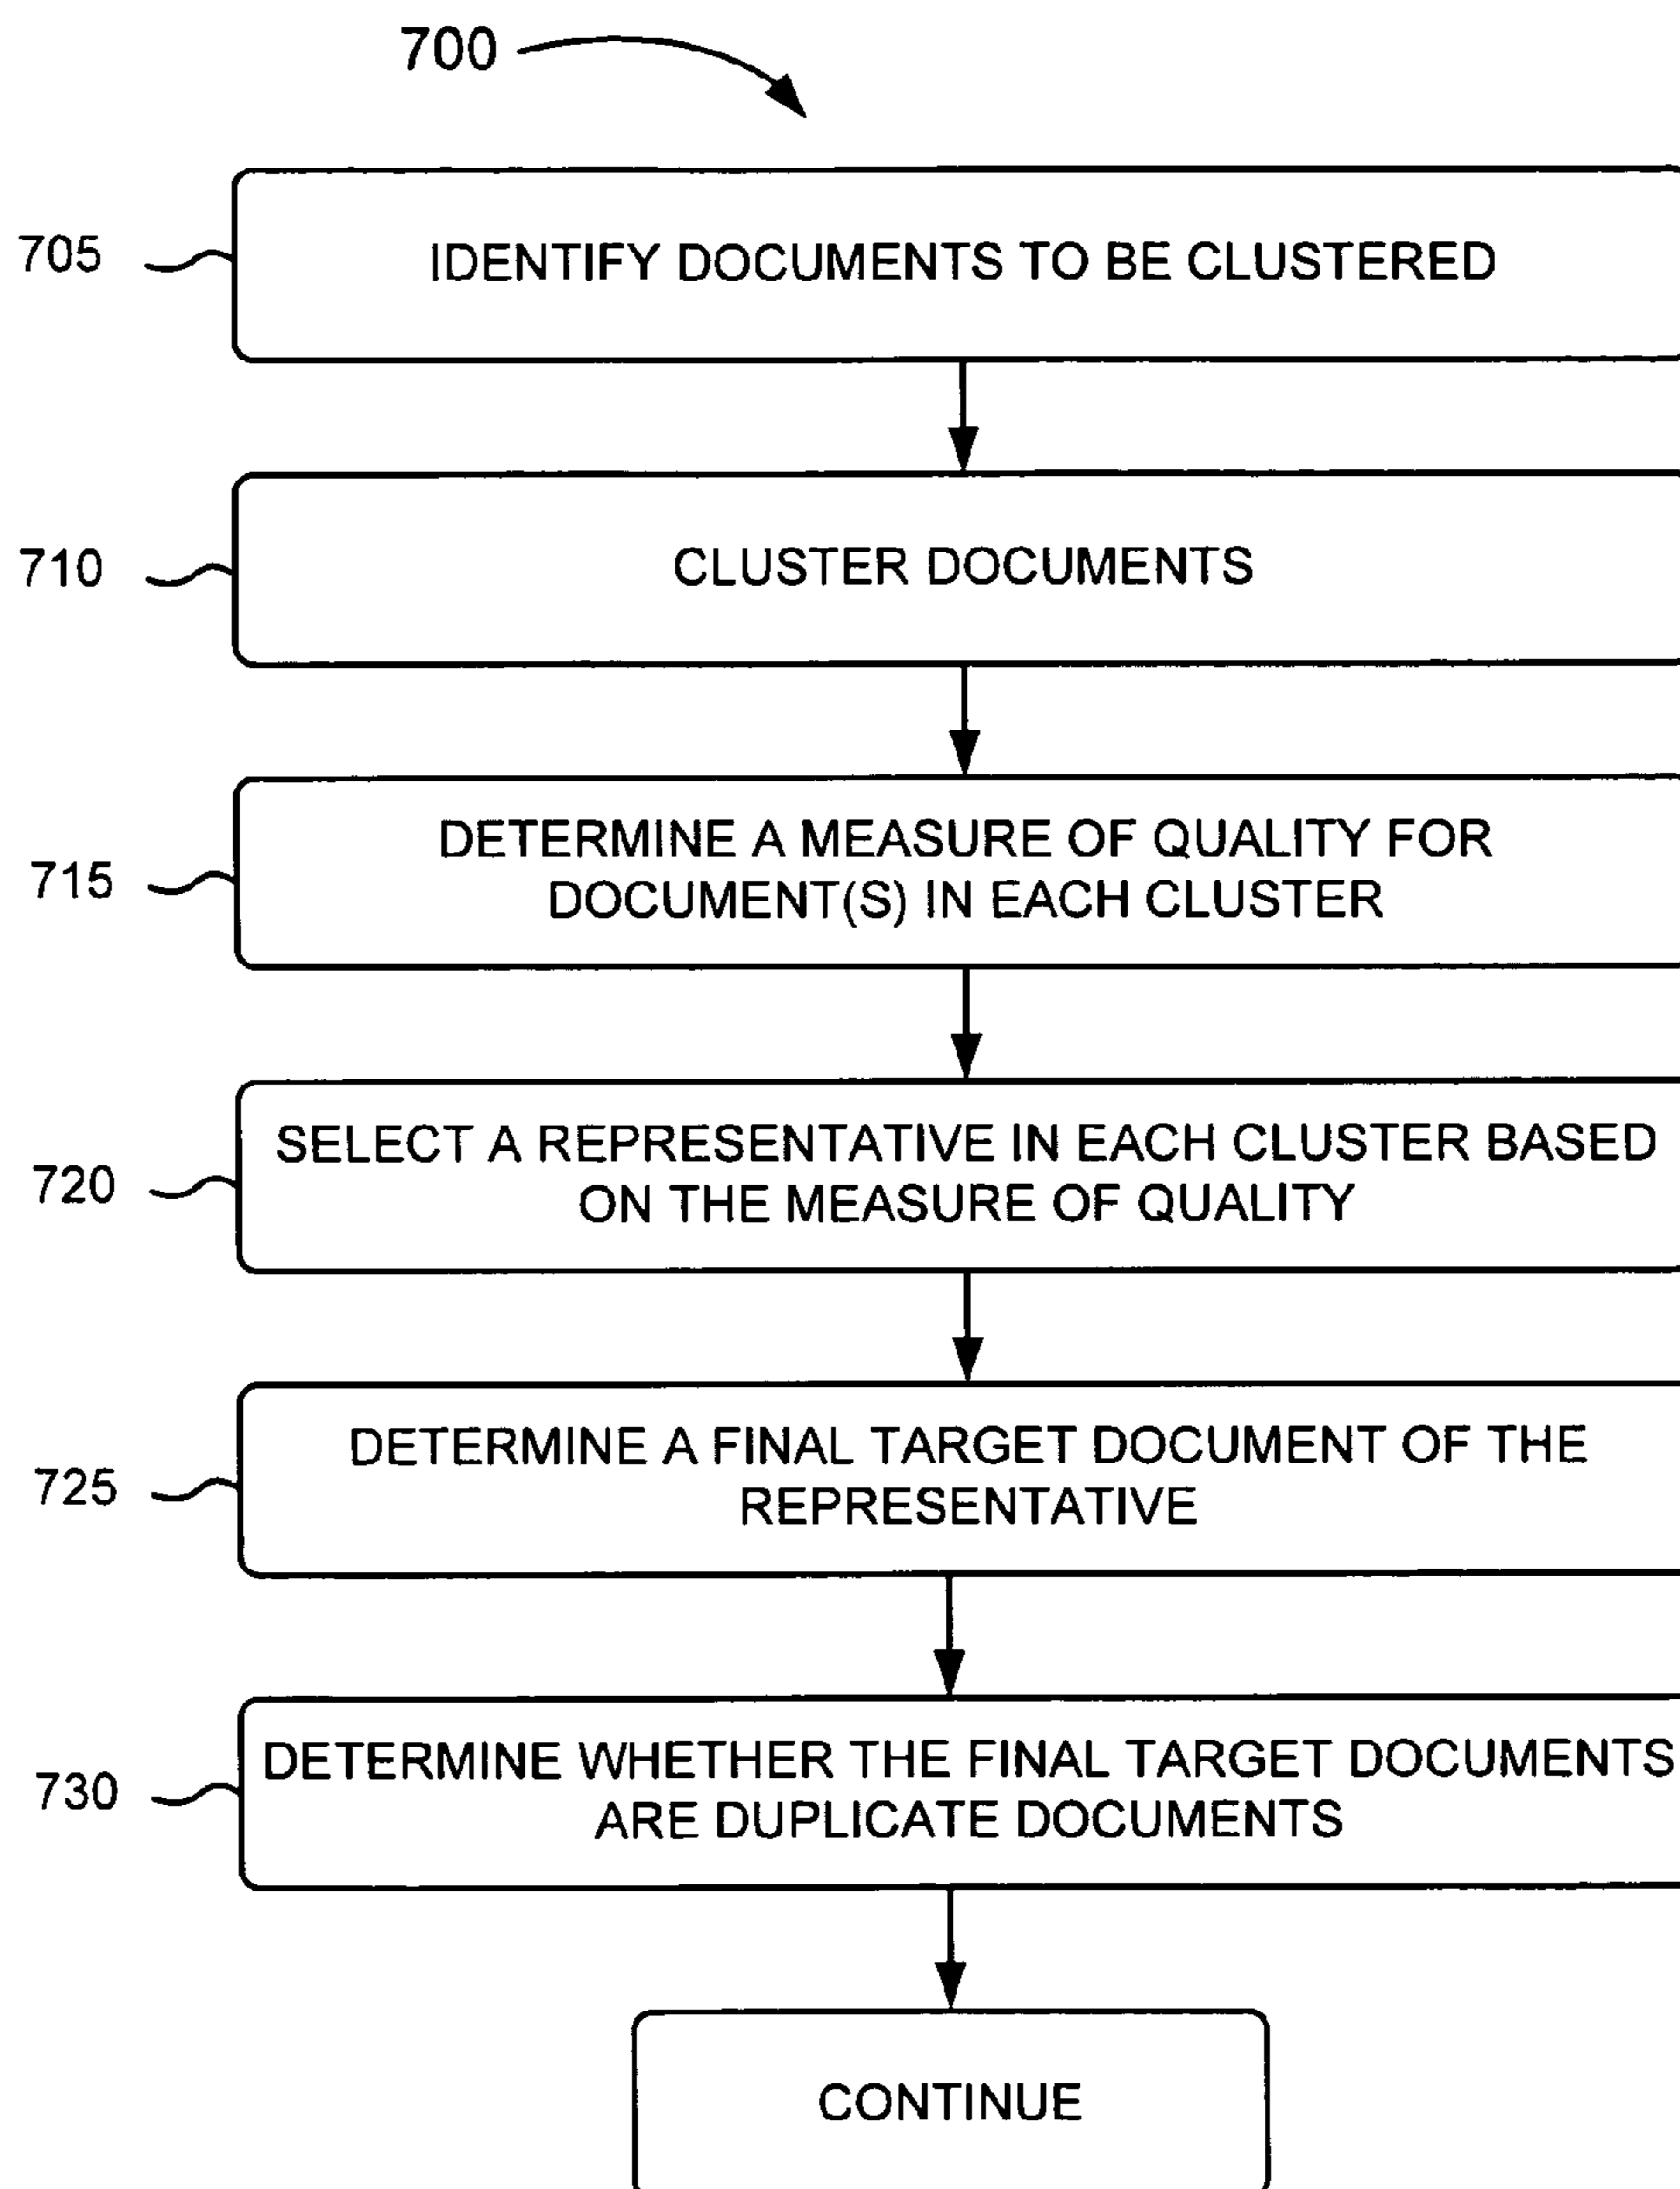 700
705
IDENTIFY DOCUMENTS TO BE CLUSTERED
710
CLUSTER DOCUMENTS
715
DETERMINE A MEASURE OF QUALITY FOR
DOCUMENT(S) IN EACH CLUSTER
720
SELECT A REPRESENTATIVE IN EACH CLUSTER BASED
ON THE MEASURE OF QUALITY
725
DETERMINE A FINAL TARGET DOCUMENT OF THE
REPRESENTATIVE
730
DETERMINE WHETHER THE FINAL TARGET DOCUMENTS
ARE DUPLICATE DOCUMENTS
CONTINUE